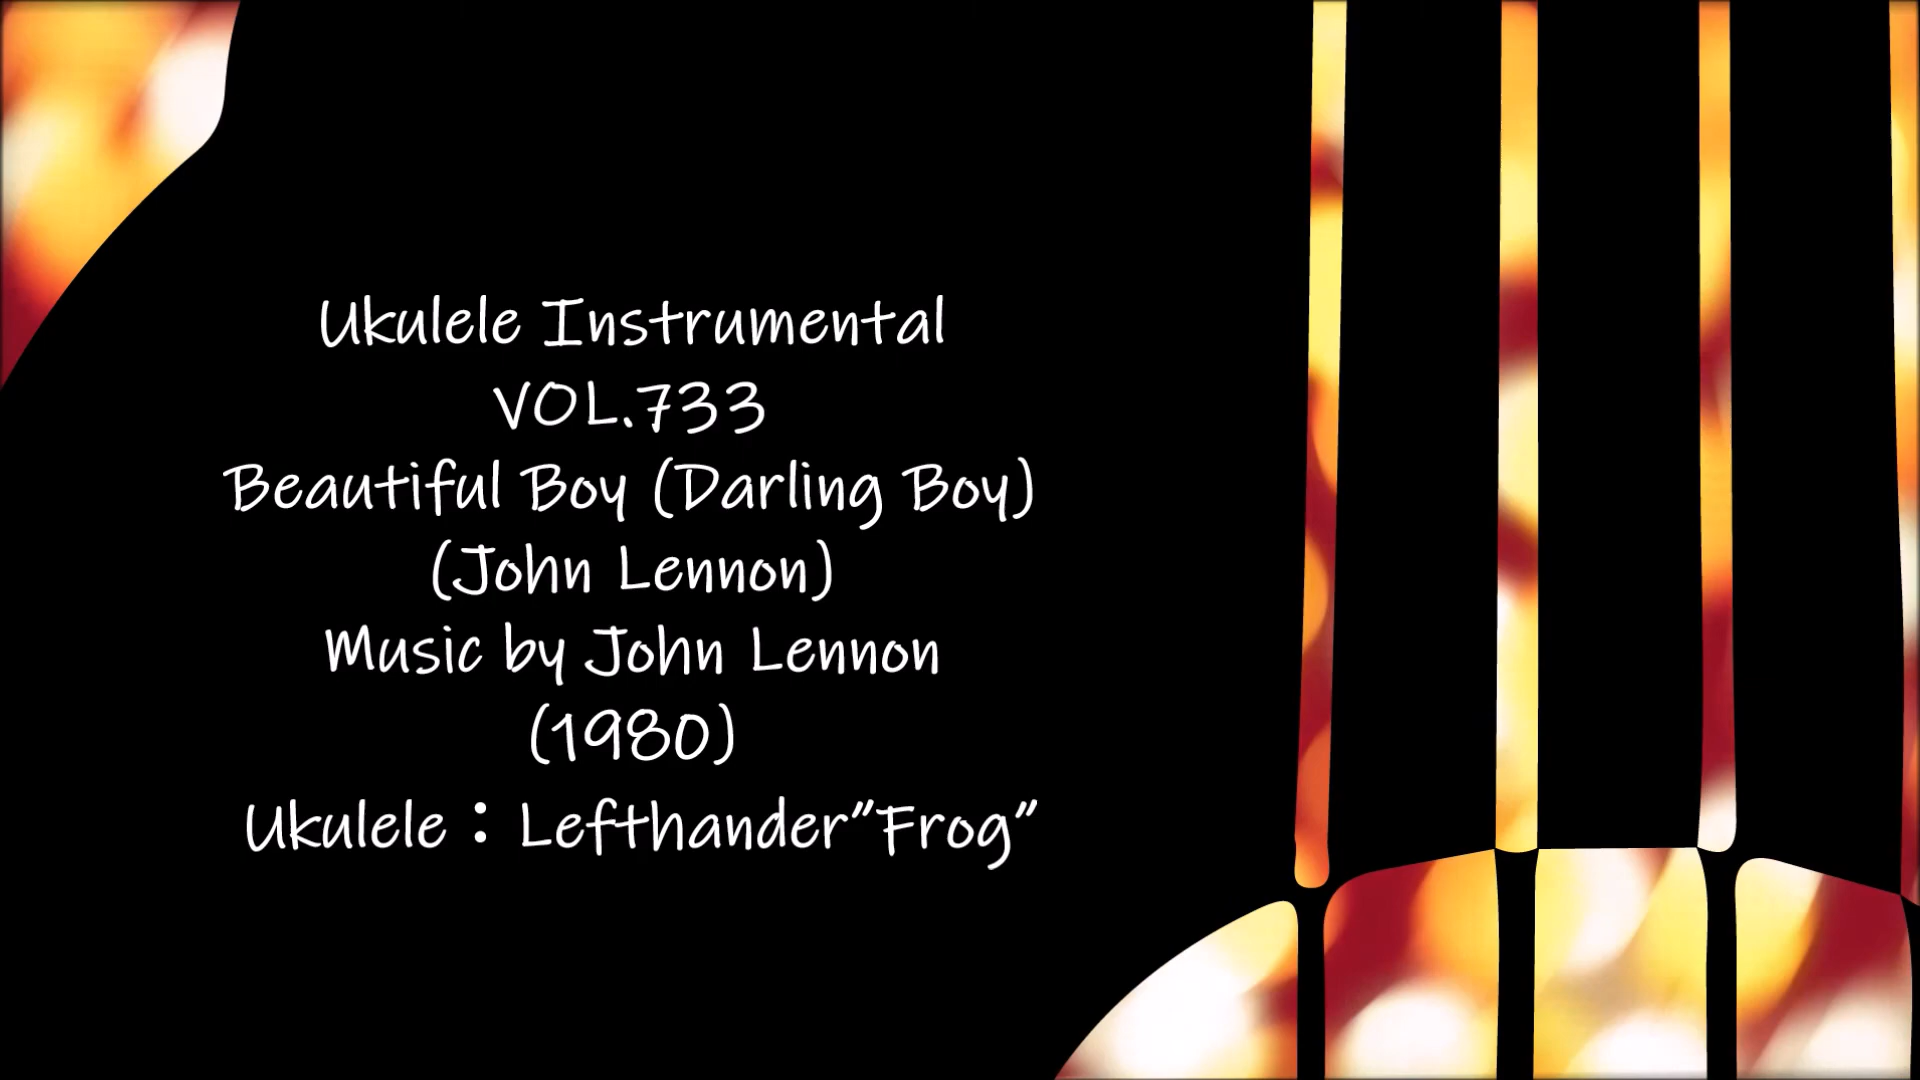 Ukulele Instrumental
VOL.733
Beautiful Boy (Darling Boy)
(John Lennon)
Music by John Lennon
(1980)
Ukulele：Lefthander"Frog"